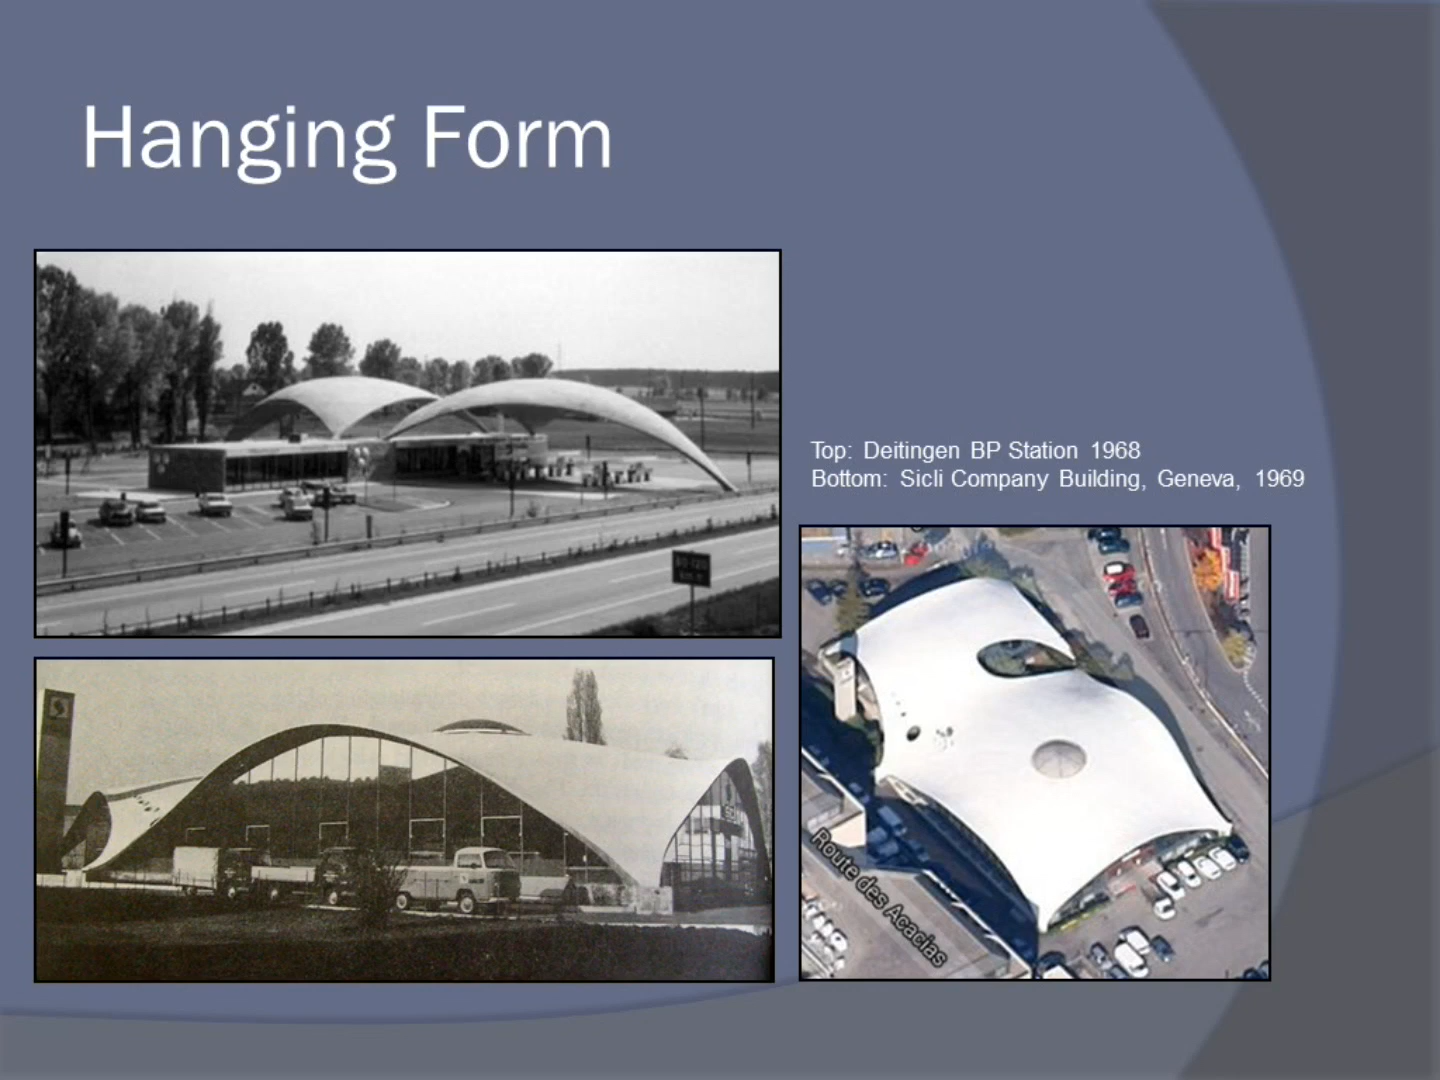 Hanging Form
Top: Deitingen BP Station 1968
Bottom: Sicli Company Building, Geneva, 1969
Route des Acacias